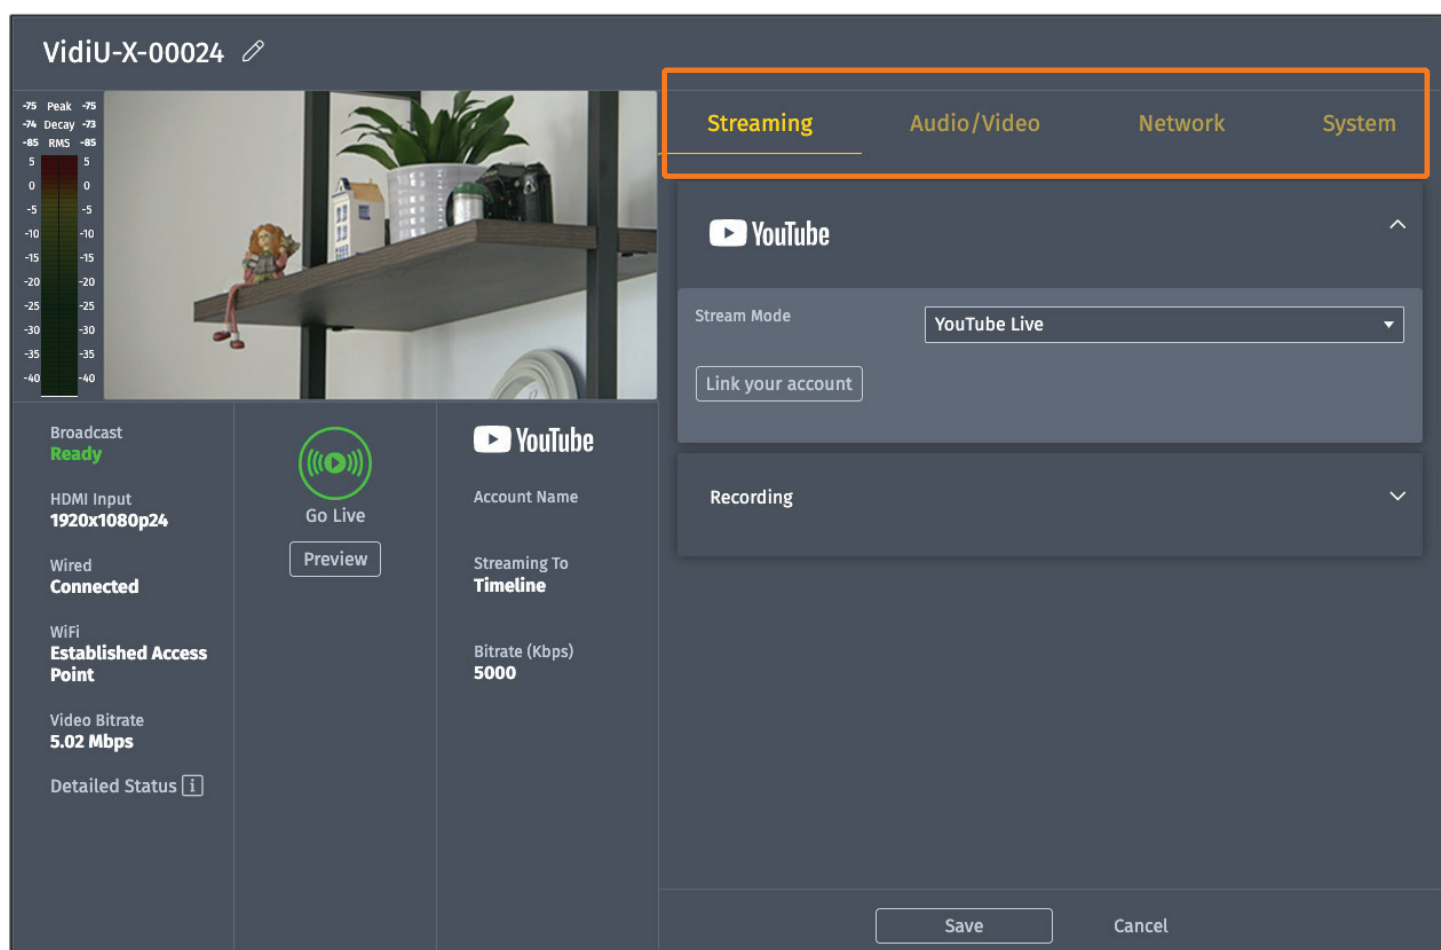 VidiU-X-00024
-75 Peak -75
-74 Decay -73
-85 RMS -85
5 5
0 0
-5 -5
-10 -10
-15 -15
-20 -20
-25 -25
-30 -30
-35 -35
-40 -40
Broadcast
Ready
HDMI Input
1920x1080p24
Wired
Connected
WiFi
Established Access
Point
Video Bitrate
5.02 Mbps
Detailed Status i
Go Live
Preview
YouTube
Account Name
Streaming To
Timeline
Bitrate (Kbps)
5000
Streaming Audio/Video Network System
YouTube
Stream Mode YouTube Live
Link your account
Recording
Save Cancel